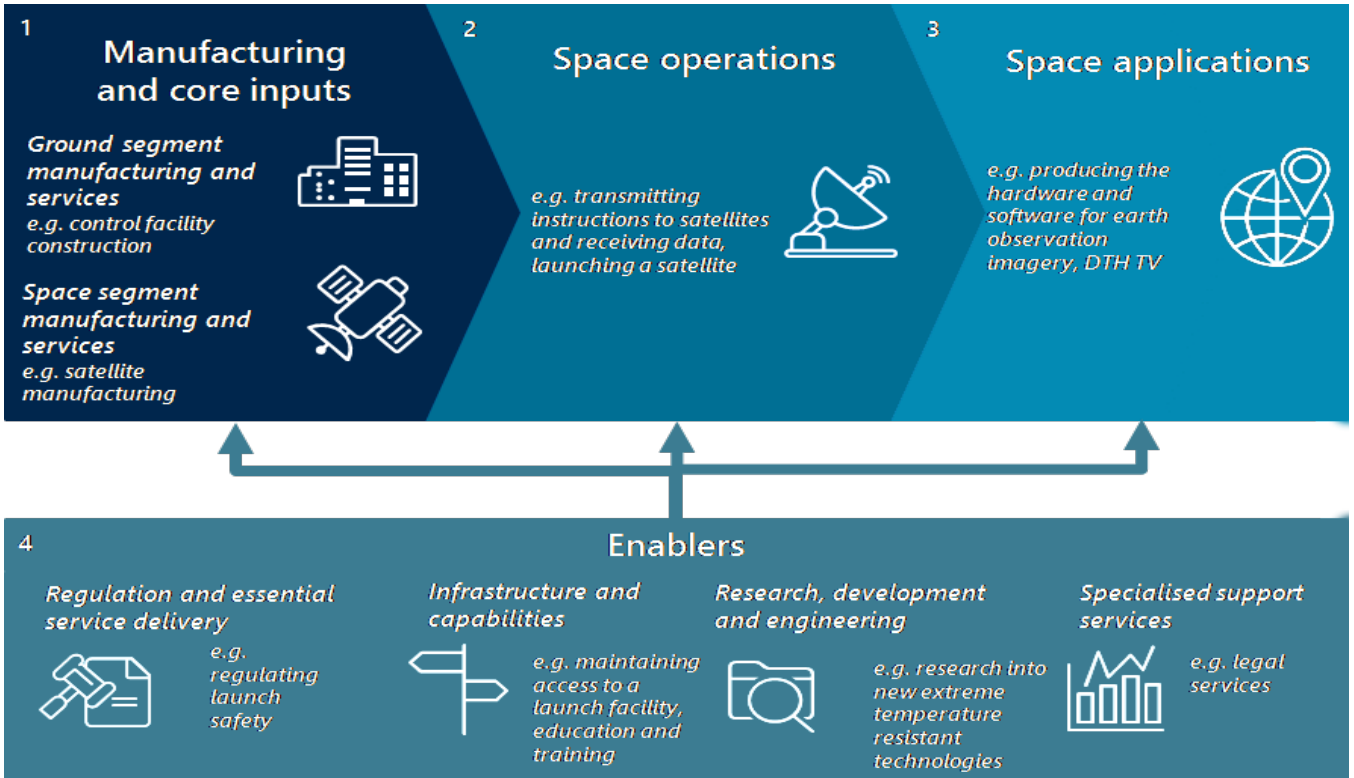 1
Manufacturing
and core inputs
Ground segment
manufacturing and
services
e.g. control facility
construction
Space segment
manufacturing and
services
e.g. satellite
manufacturing
2
Space operations
e.g. transmitting
instructions to satellites
and receiving data,
launching a satellite
3
Space applications
e.g. producing the
hardware and
software for earth
observation
imagery, DTH TV
4
Enablers
Regulation and essential
service delivery
e.g.
regulating
launch
safety
Infrastructure and
capabilities
e.g. maintaining
access to a
launch facility,
education and
training
Research, development
and engineering
e.g. research into
new extreme
temperature
resistant
technologies
Specialised support
services
e.g. legal
services